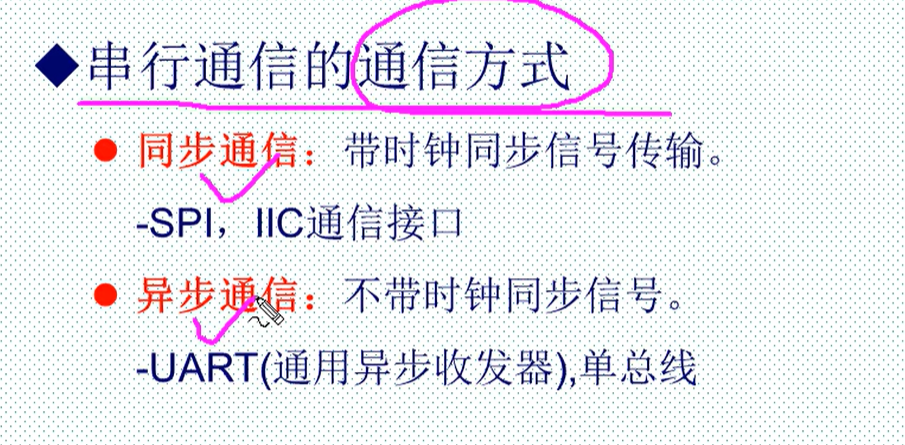 串行通信的通信方式
同步通信：带时钟同步信号传输。
-SPI，IIC通信接口
异步通信：不带时钟同步信号。
-UART(通用异步收发器),单总线